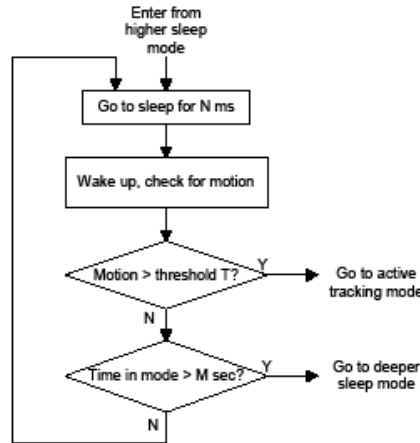 Enter from
higher sleep
mode
Go to sleep for N ms
Wake up, check for motion
Motion > threshold T?
Y
Go to active
tracking mode
N
Time in mode > M sec?
Y
Go to deeper
sleep mode
N